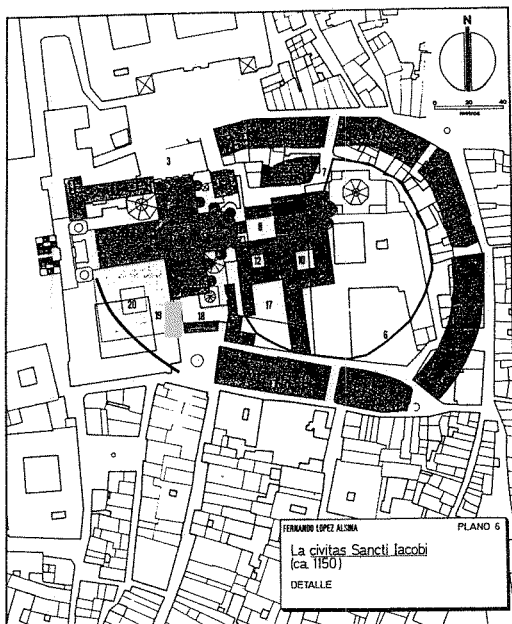 N
0 20 40
metros
3
7
8
12
10
17
6
20
19
18
FERNANDO LOPEZ ALSINA PLANO 6
La civitas Sancti Iacobi
(ca. 1150)
DETALLE